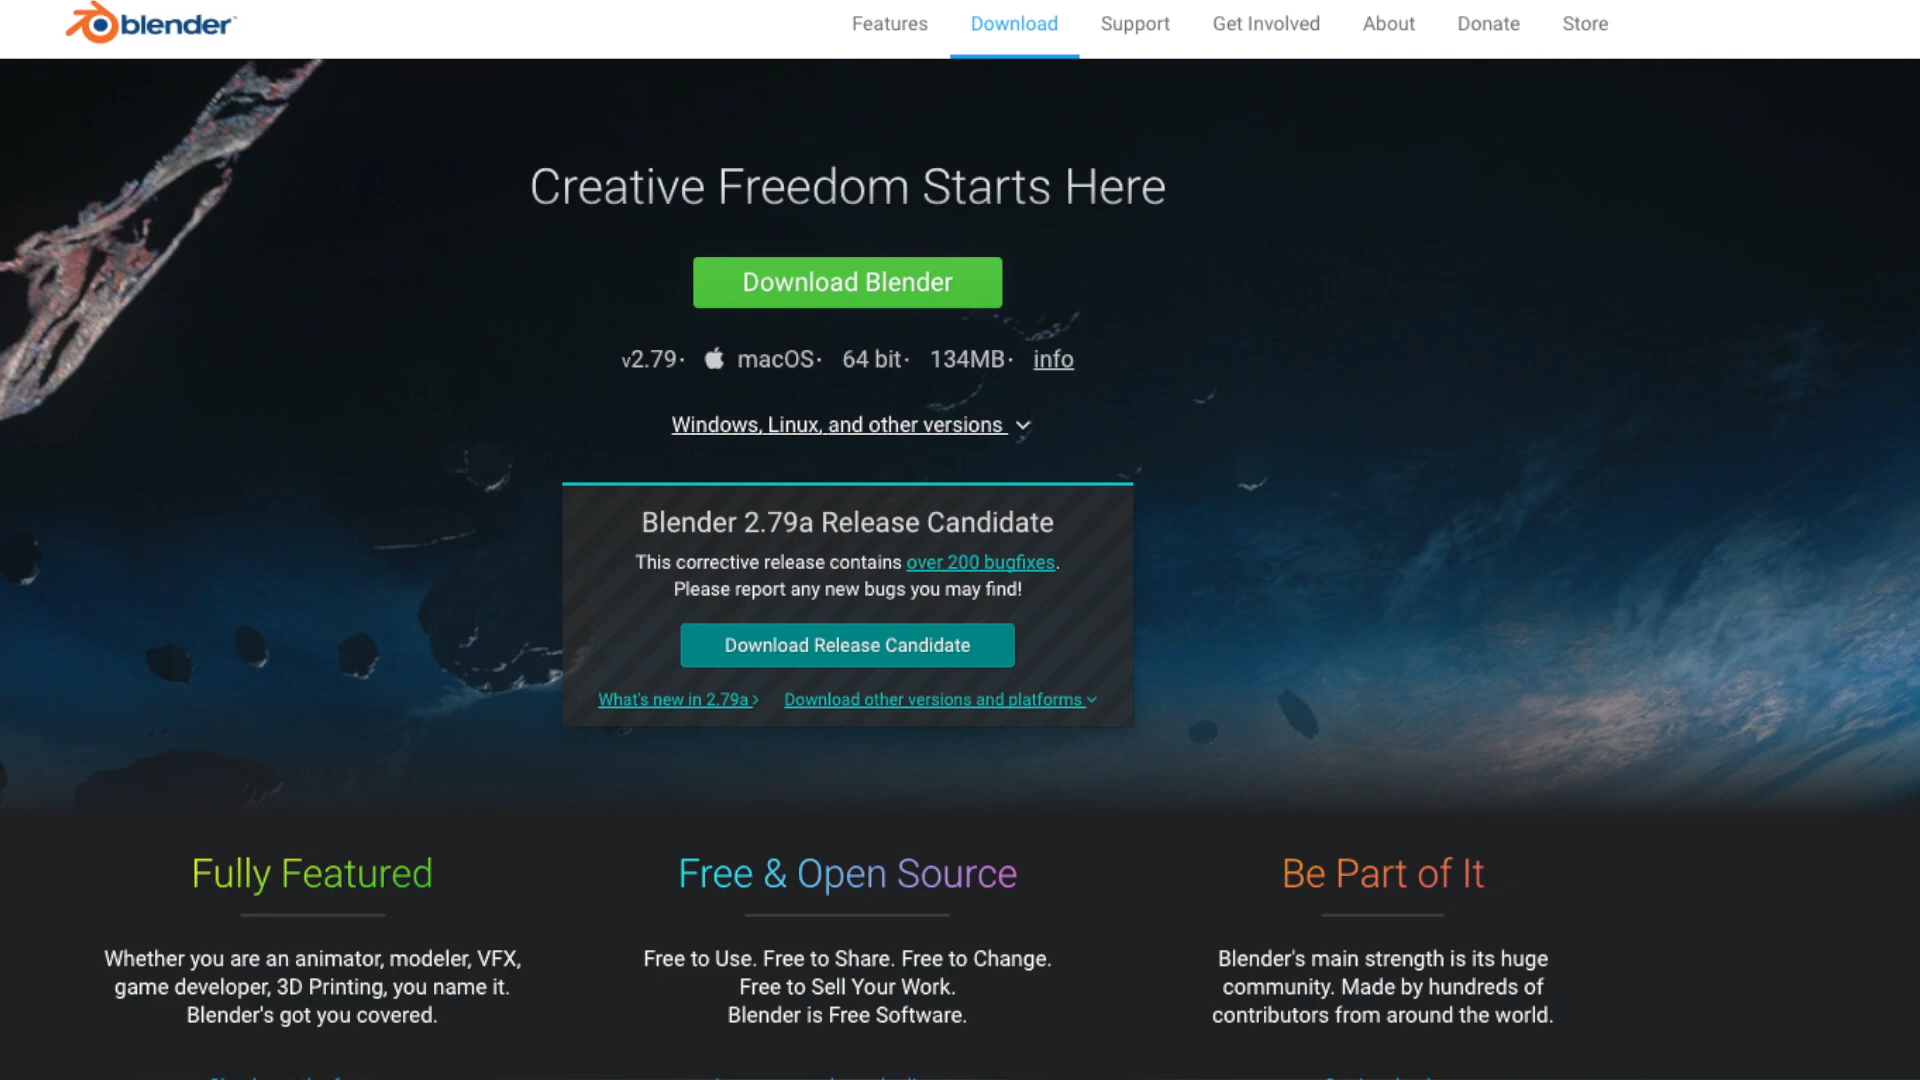 blender
Features Download Support Get Involved About Donate Store
Creative Freedom Starts Here
Download Blender
v2.79· macOS· 64 bit· 134MB· info
Windows, Linux, and other versions
Blender 2.79a Release Candidate
This corrective release contains over 200 bugfixes.
Please report any new bugs you may find!
Download Release Candidate
What's new in 2.79a Download other versions and platforms
Fully Featured
Whether you are an animator, modeler, VFX,
game developer, 3D Printing, you name it.
Blender's got you covered.
Free & Open Source
Free to Use. Free to Share. Free to Change.
Free to Sell Your Work.
Blender is Free Software.
Be Part of It
Blender's main strength is its huge
community. Made by hundreds of
contributors from around the world.